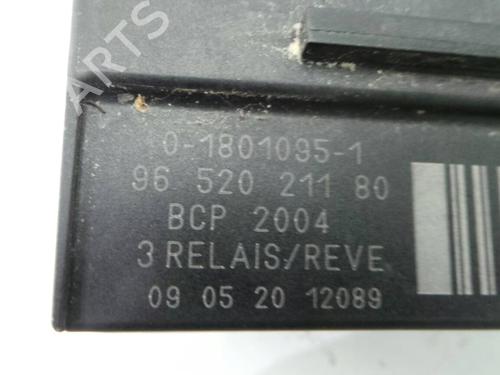 ARTS
0-1801095-1
96 520 211 80
BCP 2004
3 RELAIS/REVE
09 05 20 12089